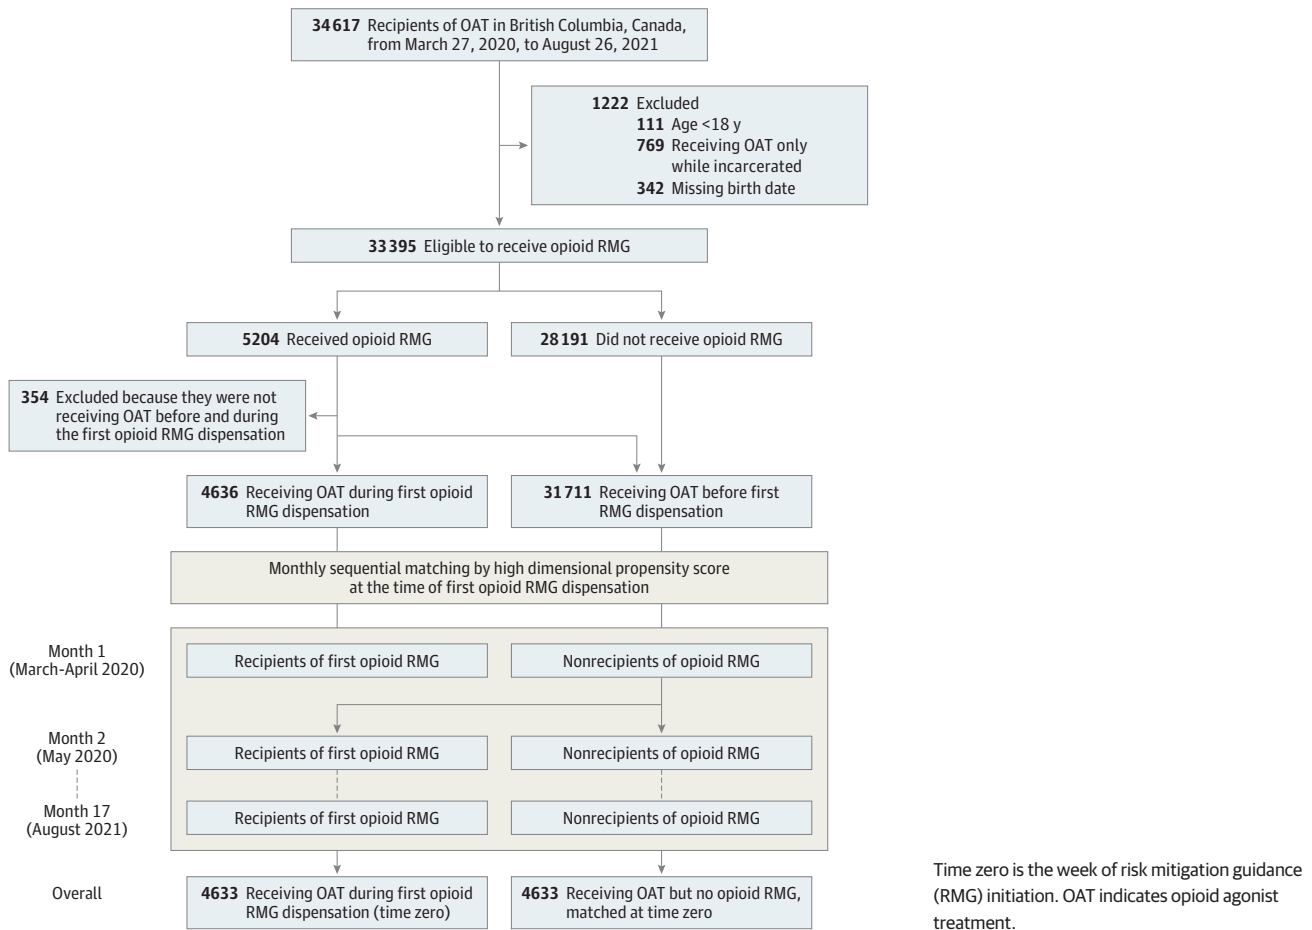 34 617 Recipients of OAT in British Columbia, Canada,
from March 27, 2020, to August 26, 2021
1222 Excluded
111 Age <18 y
769 Receiving OAT only
while incarcerated
342 Missing birth date
33 395 Eligible to receive opioid RMG
5204 Received opioid RMG
28 191 Did not receive opioid RMG
354 Excluded because they were not
receiving OAT before and during
the first opioid RMG dispensation
4636 Receiving OAT during first opioid
RMG dispensation
31 711 Receiving OAT before first
RMG dispensation
Monthly sequential matching by high dimensional propensity score
at the time of first opioid RMG dispensation
Month 1
(March-April 2020)
Recipients of first opioid RMG
Nonrecipients of opioid RMG
Month 2
(May 2020)
Recipients of first opioid RMG
Nonrecipients of opioid RMG
Month 17
(August 2021)
Recipients of first opioid RMG
Nonrecipients of opioid RMG
Overall
4633 Receiving OAT during first opioid
RMG dispensation (time zero)
4633 Receiving OAT but no opioid RMG,
matched at time zero
Time zero is the week of risk mitigation guidance
(RMG) initiation. OAT indicates opioid agonist
treatment.